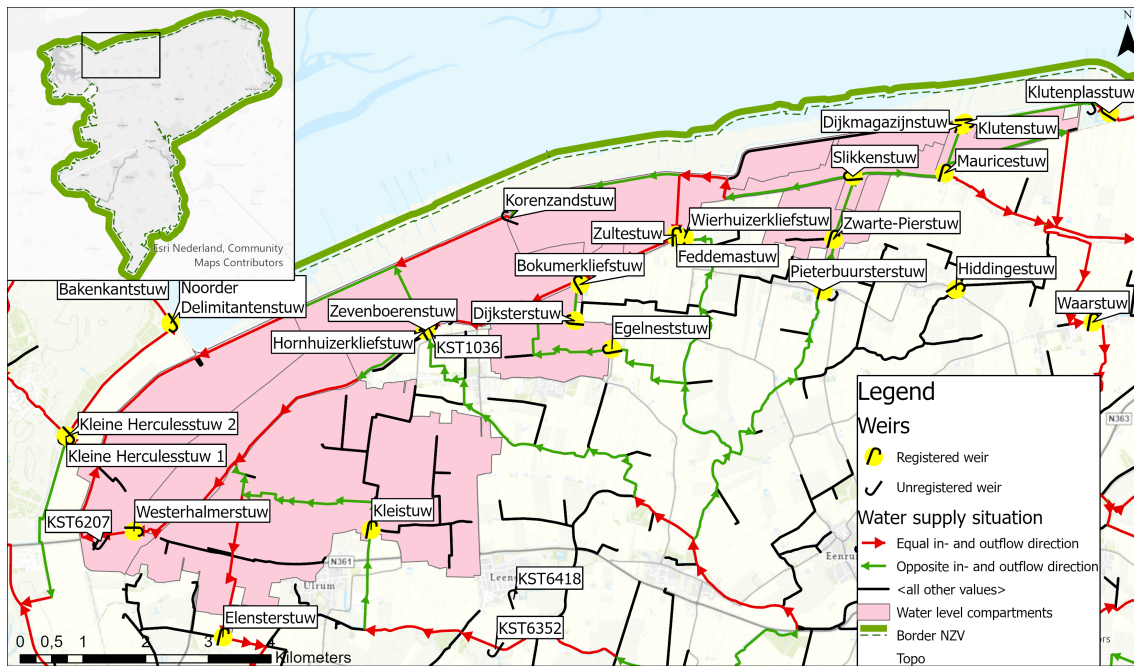 N
Klutenplasstuw
Dijkmagazijnstuw
Klutenstuw
Slikkenstuw
Mauricestuw
Esri Nederland, Community
Maps Contributors
Korenzandstuw
Zultestuw
Wierhuizerkliefstuw
Zwarte-Pierstuw
Feddemastuw
Bokumerkliefstuw
Pieterbuursterstuw
Hiddingestuw
Bakenkantstuw
Noorder
Delimitantenstuw
Zevenboerenstuw
Dijksterstuw
Egelneststuw
Waarstuw
Hornhuizerkliefstuw
KST1036
Kleine Herculesstuw 2
Kleine Herculesstuw 1
N363
Westerhalmerstuw
Kleistuw
KST6207
N361
Ulrum
Leens
KST6418
Eenrum
Elensterstuw
KST6352
0 0,5 1 2 3 4
Kilometers
Legend
Weirs
Registered weir
Unregistered weir
Water supply situation
Equal in- and outflow direction
Opposite in- and outflow direction
<all other values>
Water level compartments
Border NZV
Topo